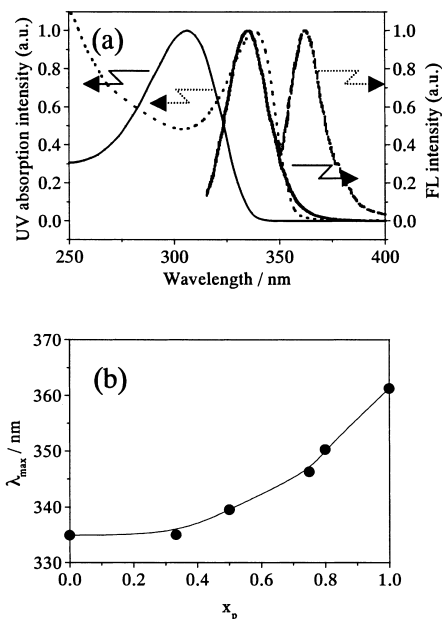 (a)
UV absorption intensity (a.u.)
1.0
0.8
0.6
0.4
0.2
0.0
1.0
0.8
0.6
0.4
0.2
0.0
FL intensity (a.u.)
250 300 350 400
Wavelength / nm
(b)
λmax / nm
370
360
350
340
330
0.0 0.2 0.4 0.6 0.8 1.0
xp